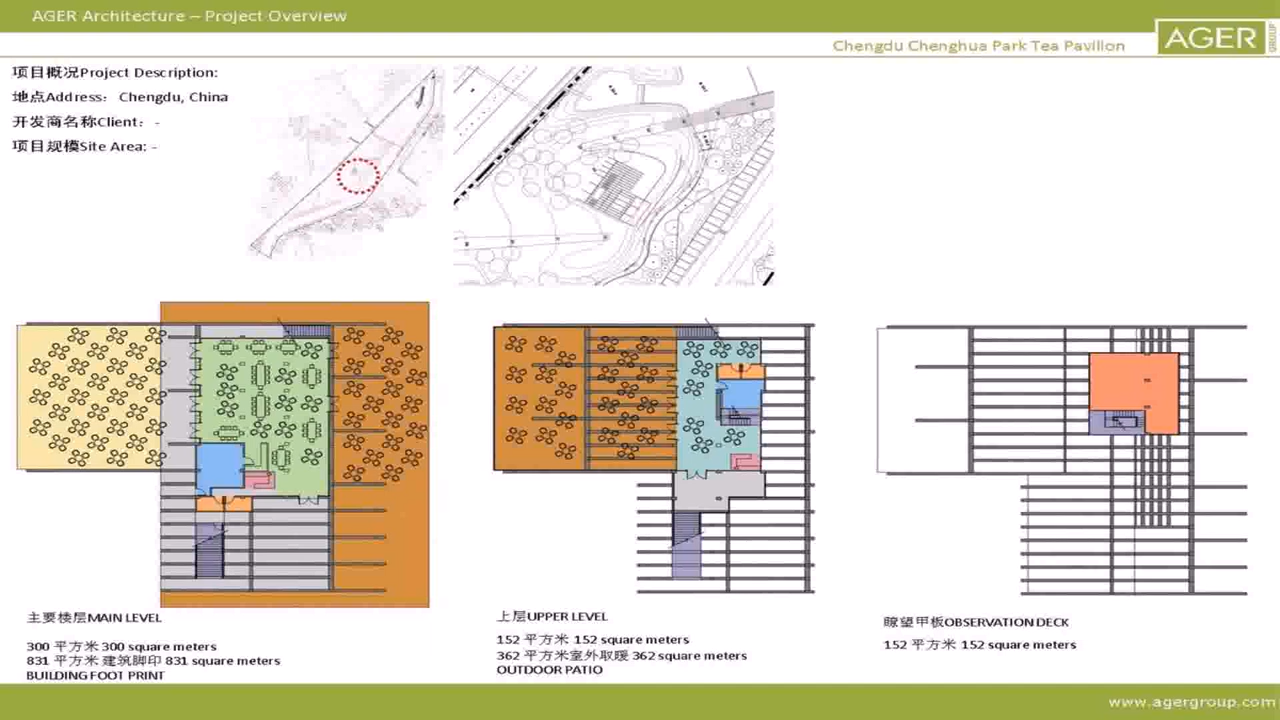 AGER Architecture – Project Overview
Chengdu Chenghua Park Tea Pavilion
AGER GROUP
项目概况Project Description:
地点Address: Chengdu, China
开发商名称Client: -
项目规模Site Area: -
主要楼层MAIN LEVEL
300 平方米 300 square meters
831 平方米 建筑脚印 831 square meters
BUILDING FOOT PRINT
上层UPPER LEVEL
152 平方米 152 square meters
362 平方米室外取暖 362 square meters
OUTDOOR PATIO
瞭望甲板OBSERVATION DECK
152 平方米 152 square meters
www.agergroup.com